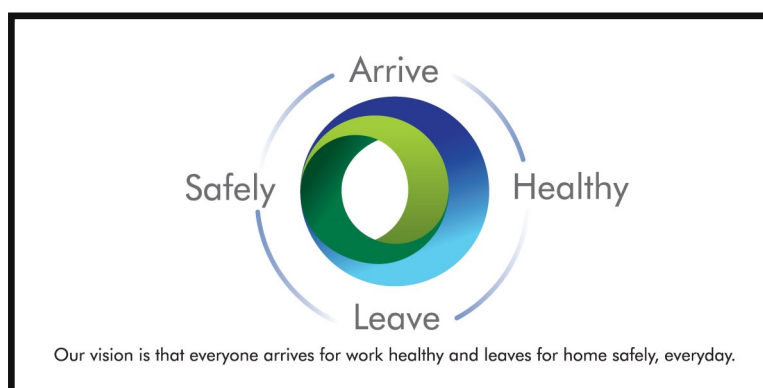 Arrive
Safely
Healthy
Leave
Our vision is that everyone arrives for work healthy and leaves for home safely, everyday.